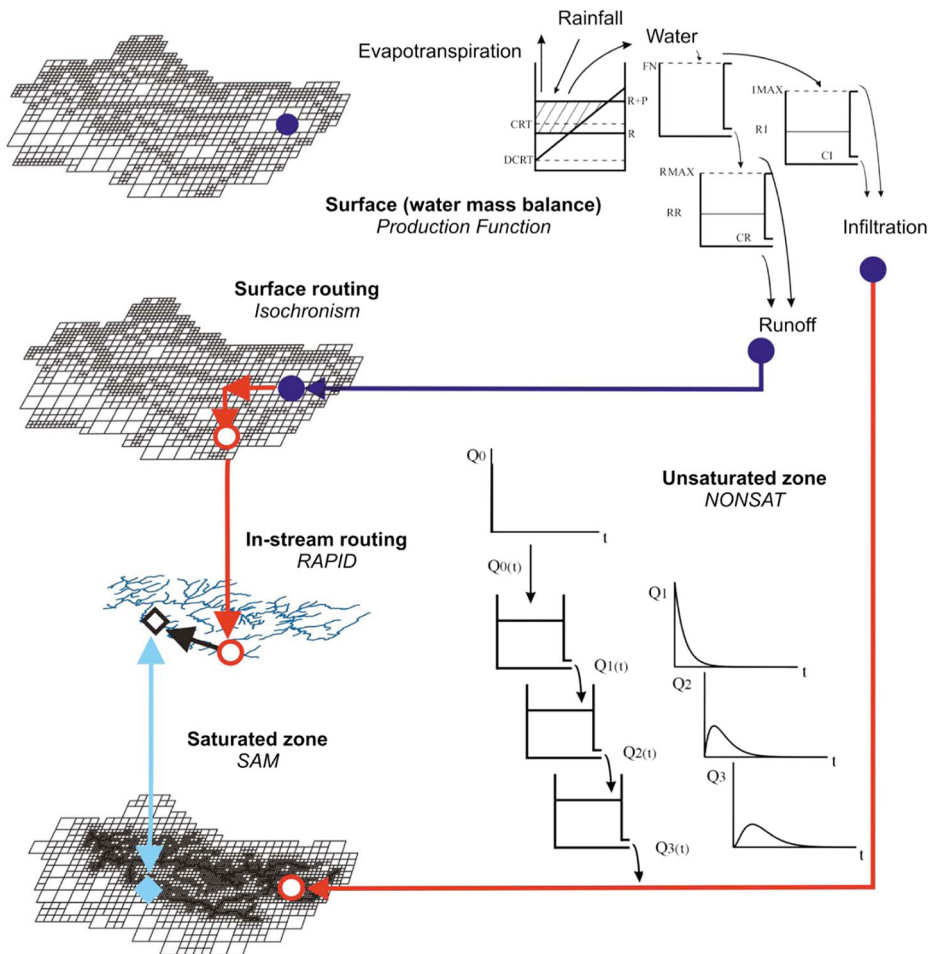 Rainfall
Evapotranspiration
Water
FN
IMAX
R+P
CRT
R
RI
DCRT
CI
RMAX
Surface (water mass balance)
Production Function
RR
CR
Infiltration
Surface routing
Isochronism
Runoff
Q0
t
Unsaturated zone
NONSAT
In-stream routing
RAPID
Q0(t)
Q1
Q1(t)
t
Q2
Saturated zone
SAM
Q2(t)
t
Q3
Q3(t)
t